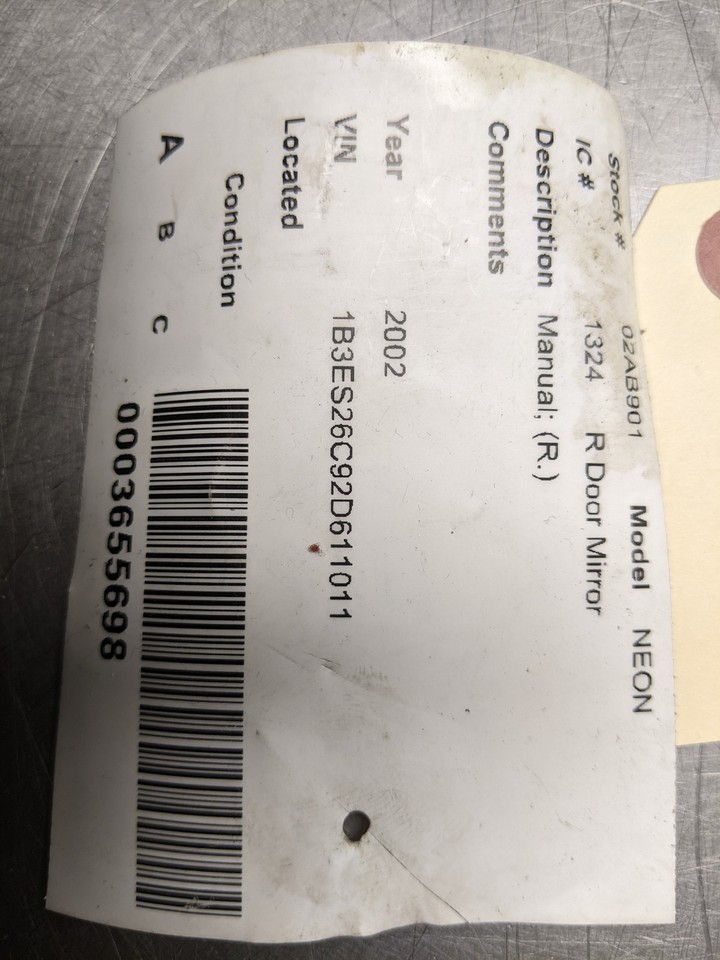 Stock # 02AB901 Model NEON
IC # 1324 R Door Mirror
Description Manual; (R.)
Comments
Year 2002
VIN 1B3ES26C92D611011
Located
Condition
A B C
0003655698